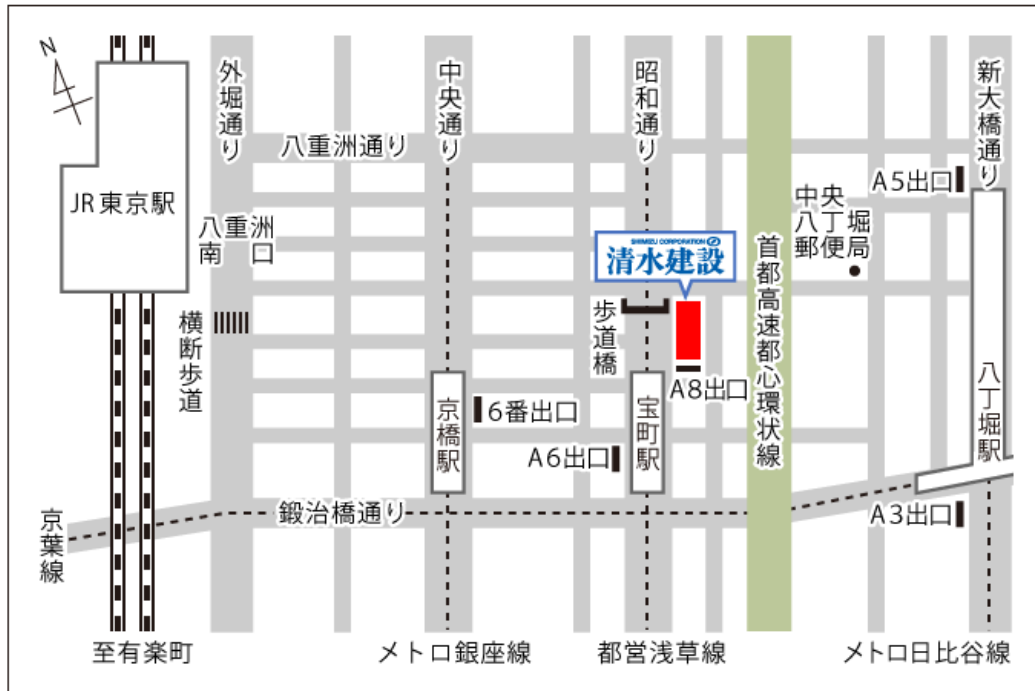 N
外堀通り
中央通り
昭和通り
新大橋通り
八重洲通り
JR東京駅
八重洲
南 口
A5出口
中央
八丁堀
郵便局
SHIMIZU CORPORATION
清水建設
首都高速都心環状線
横断歩道
歩道橋
A8出口
京橋駅
6番出口
宝町駅
A6出口
八丁堀駅
鍛冶橋通り
A3出口
京葉線
至有楽町
メトロ銀座線
都営浅草線
メトロ日比谷線